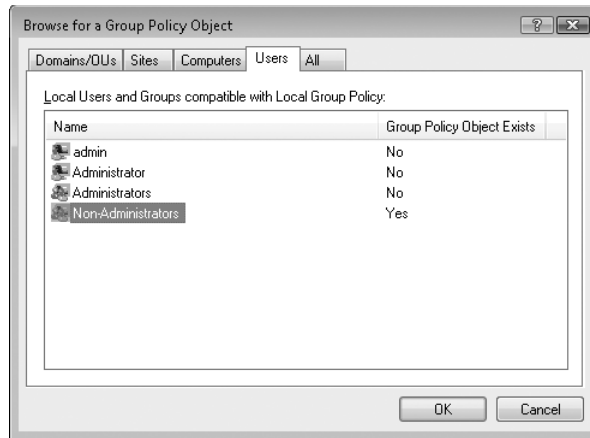 Browse for a Group Policy Object
Domains/OUs Sites Computers Users All
Local Users and Groups compatible with Local Group Policy:
Name Group Policy Object Exists
admin No
Administrator No
Administrators No
Non-Administrators Yes
OK Cancel